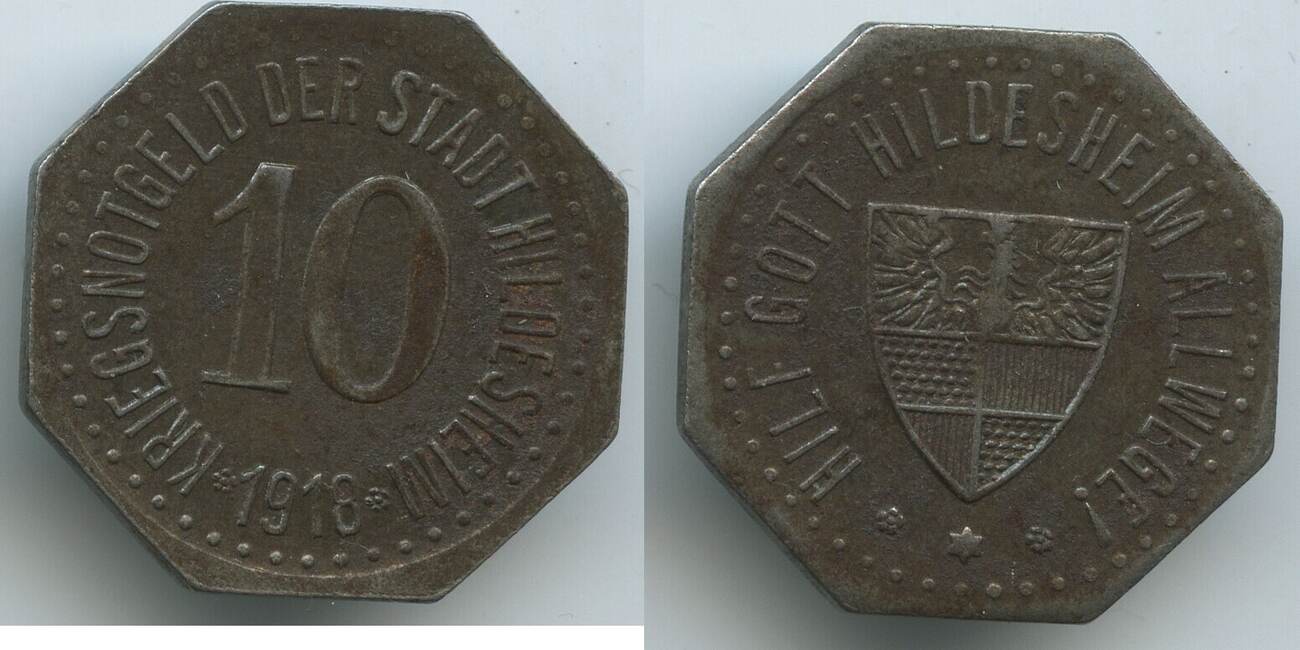 KRIEGSNOTGELD DER STADT HILDESHEIM
10
1918
HILF GOTT HILDESHEIM ALLWEGE!